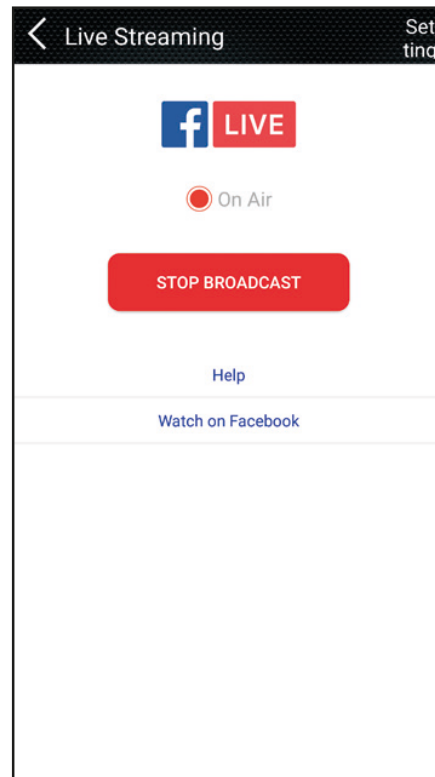 Live Streaming
Set
ting
f LIVE
On Air
STOP BROADCAST
Help
Watch on Facebook